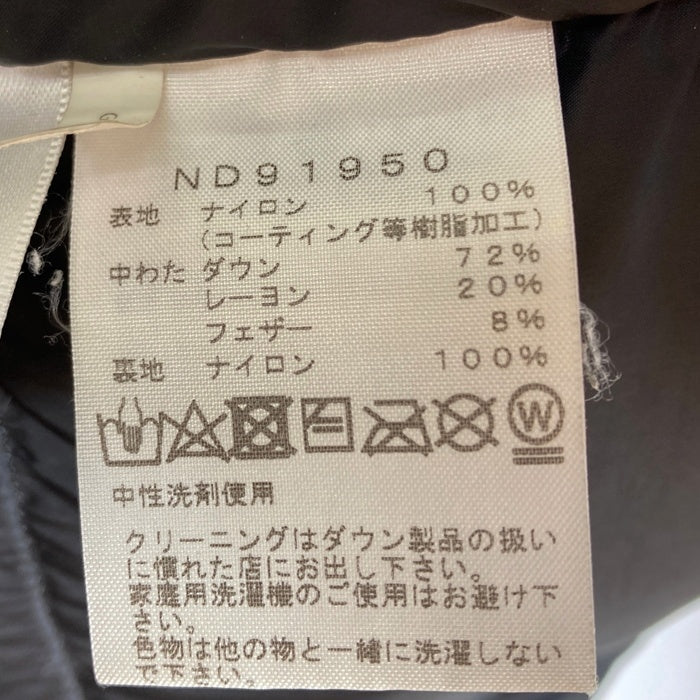 G
ND91950
表地 ナイロン 100%
(コーティング等樹脂加工)
中わた ダウン 72%
レーヨン 20%
フェザー 8%
裏地 ナイロン 100%
W
中性洗剤使用
クリーニングはダウン製品の扱い
に慣れた店にお出し下さい。
家庭用洗濯機のご使用はお避け下
さい。
色物は他の物と一緒に洗濯しない
で下さい。